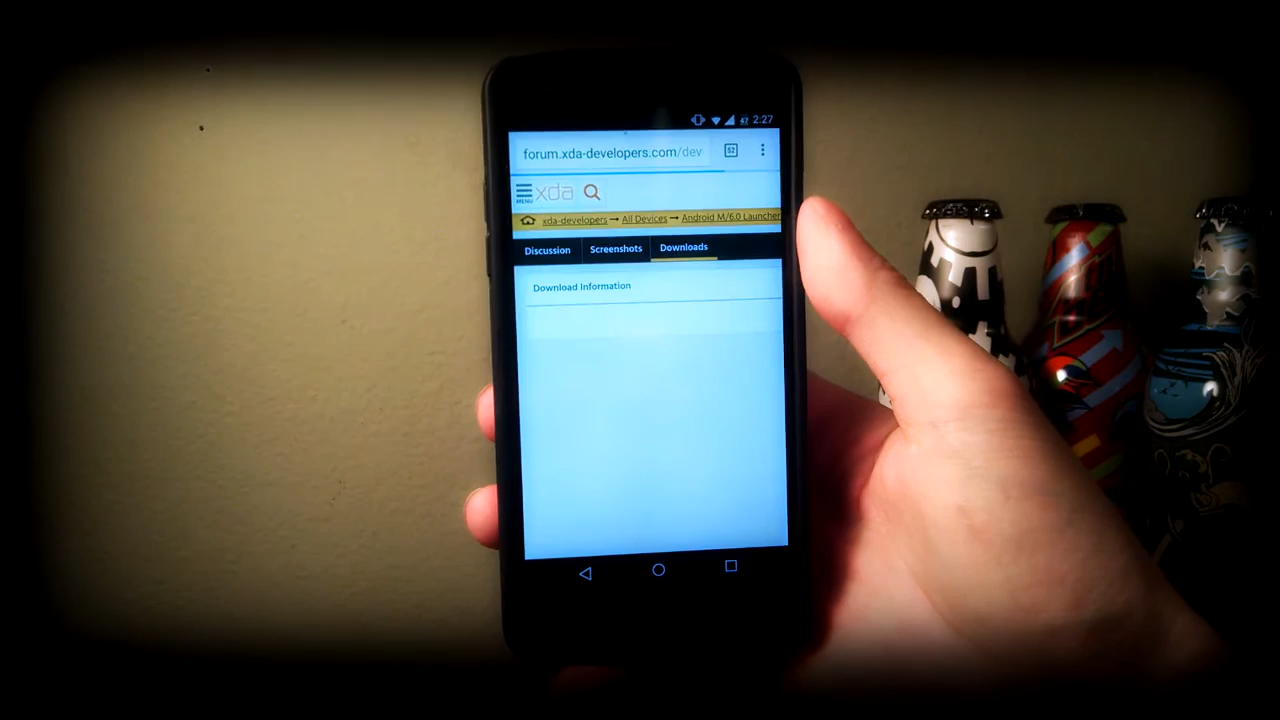 47 2:27
forum.xda-developers.com/dev
52
MENU xda
xda-developers → All Devices → Android M/6.0 Launcher
Discussion Screenshots Downloads
Download Information